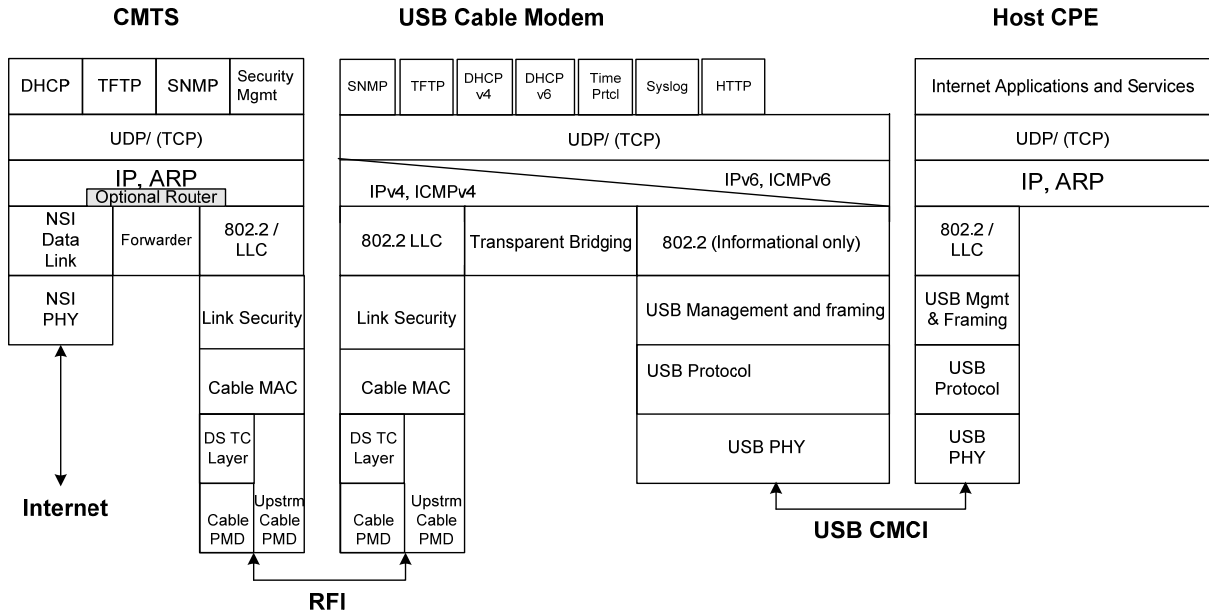 CMTS
USB Cable Modem
Host CPE
DHCP
TFTP
SNMP
Security
Mgmt
SNMP
TFTP
DHCP
v4
DHCP
v6
Time
Prtcl
Syslog
HTTP
Internet Applications and Services
UDP/ (TCP)
UDP/ (TCP)
UDP/ (TCP)
IP, ARP
Optional Router
IPv4, ICMPv4
IPv6, ICMPv6
IP, ARP
NSI
Data
Link
Forwarder
802.2 /
LLC
802.2 LLC
Transparent Bridging
802.2 (Informational only)
802.2 /
LLC
NSI
PHY
Link Security
Link Security
USB Management and framing
USB Mgmt
& Framing
Cable MAC
Cable MAC
USB Protocol
USB
Protocol
DS TC
Layer
DS TC
Layer
USB PHY
USB
PHY
Internet
Cable
PMD
Upstrm
Cable
PMD
Cable
PMD
Upstrm
Cable
PMD
USB CMCI
RFI